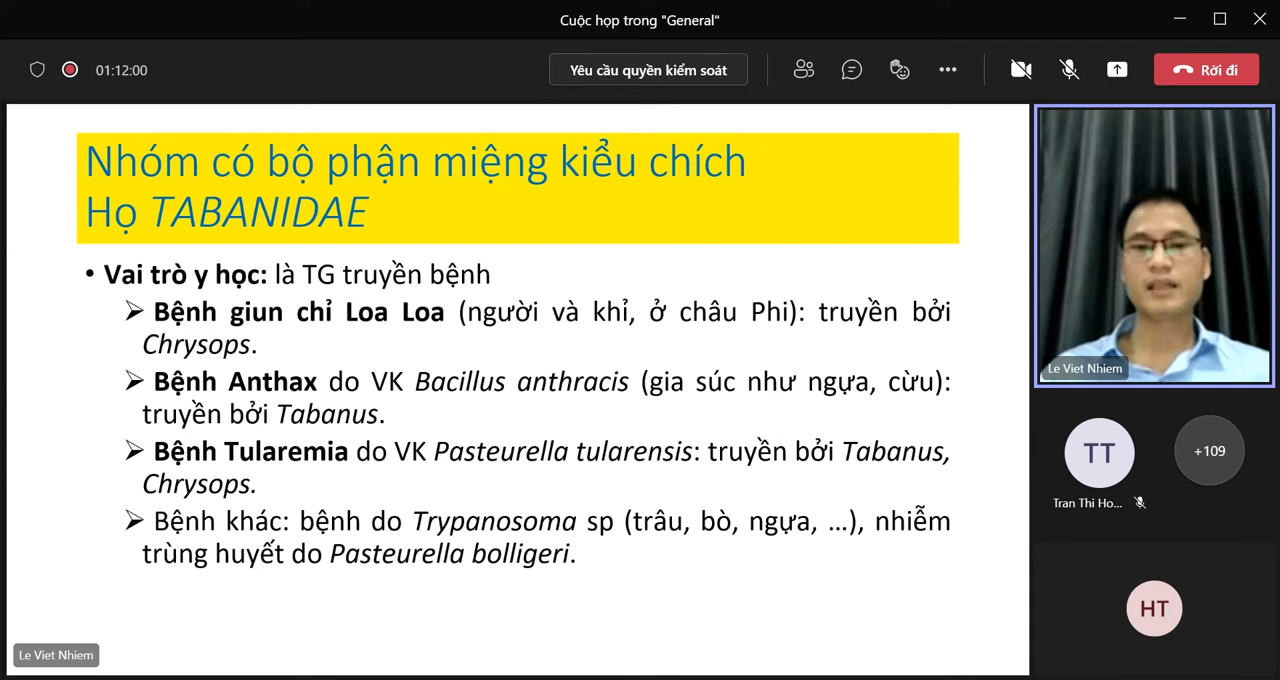 Cuộc họp trong "General"
01:12:00
Yêu cầu quyền kiểm soát
Rời đi
Nhóm có bộ phận miệng kiểu chích
Họ TABANIDAE
• Vai trò y học: là TG truyền bệnh
➢ Bệnh giun chỉ Loa Loa (người và khỉ, ở châu Phi): truyền bởi
Chrysops.
➢ Bệnh Anthax do VK Bacillus anthracis (gia súc như ngựa, cừu):
truyền bởi Tabanus.
➢ Bệnh Tularemia do VK Pasteurella tularensis: truyền bởi Tabanus,
Chrysops.
➢ Bệnh khác: bệnh do Trypanosoma sp (trâu, bò, ngựa, ...), nhiễm
trùng huyết do Pasteurella bolligeri.
Le Viet Nhiem
Le Viet Nhiem
TT
+109
Tran Thi Ho...
HT